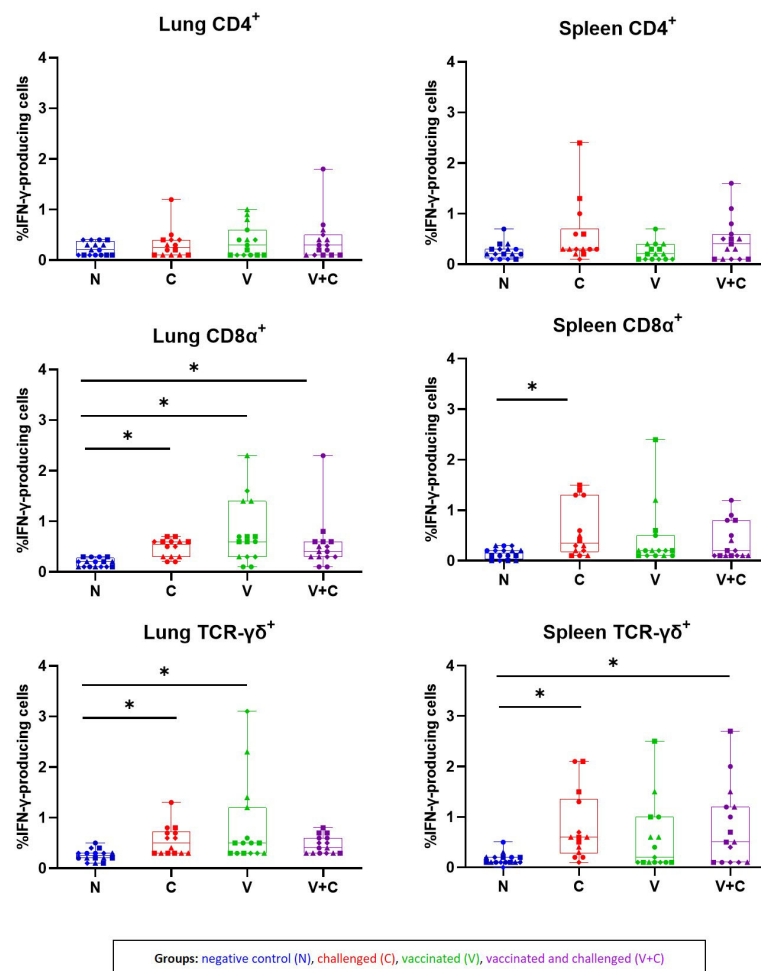 Lung CD4+
%IFN-γ-producing cells
4
3
2
1
0
N C V V+C
Spleen CD4+
%IFN-γ-producing cells
4
3
2
1
0
N C V V+C
Lung CD8α+
%IFN-γ-producing cells
4
3
2
1
0
*
*
*
N C V V+C
Spleen CD8α+
%IFN-γ-producing cells
4
3
2
1
0
*
N C V V+C
Lung TCR-γδ+
%IFN-γ-producing cells
4
3
2
1
0
*
*
N C V V+C
Spleen TCR-γδ+
%IFN-γ-producing cells
4
3
2
1
0
*
*
N C V V+C
Groups: negative control (N), challenged (C), vaccinated (V), vaccinated and challenged (V+C)